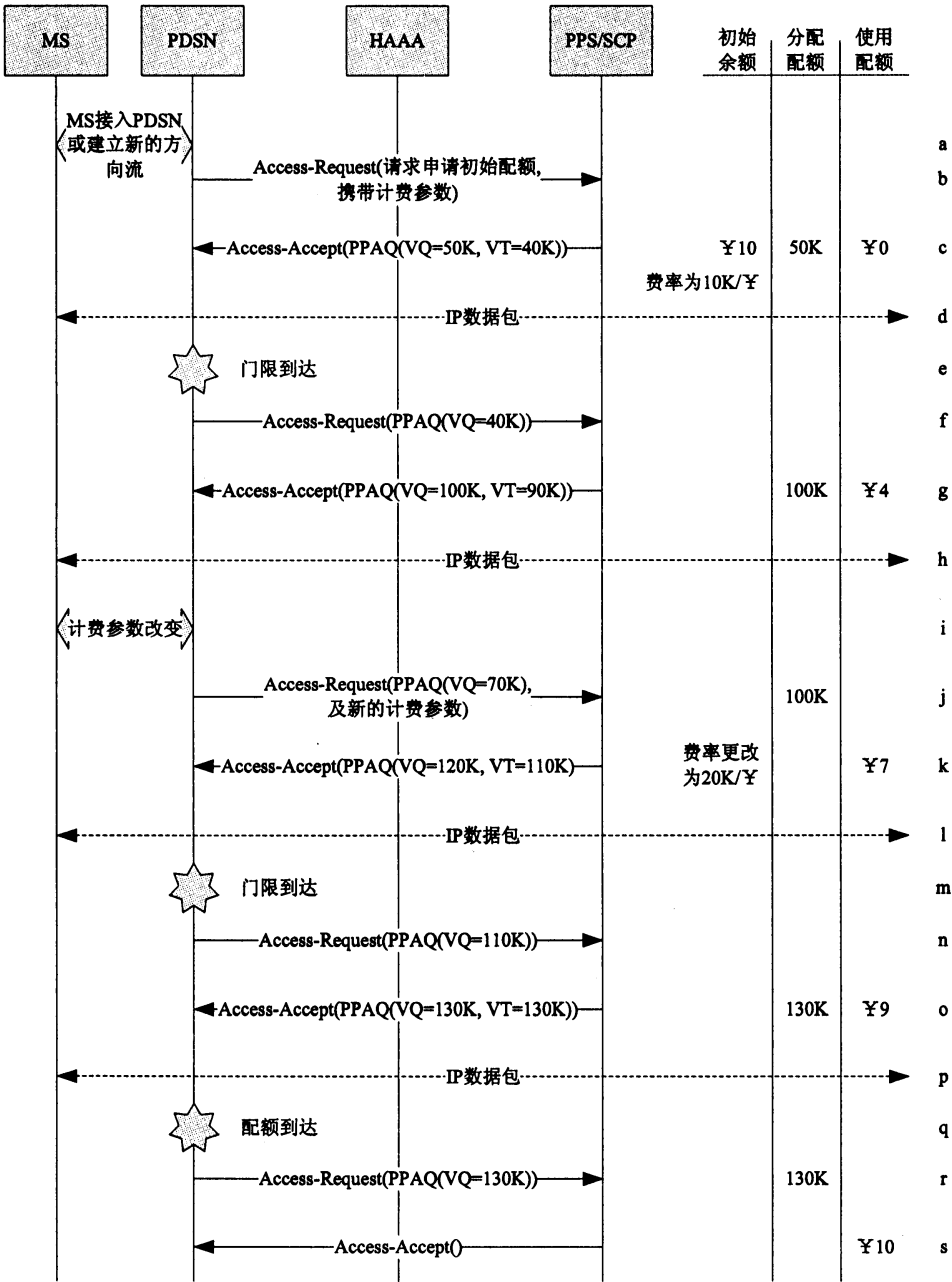 MS
PDSN
HAAA
PPS/SCP
初始
余额
分配
配额
使用
配额
MS接入PDSN
或建立新的方
向流
a
Access-Request(请求申请初始配额,
携带计费参数)
b
Access-Accept(PPAQ(VQ=50K, VT=40K))
¥10
50K
¥0
c
费率为10K/¥
IP数据包
d
门限到达
e
Access-Request(PPAQ(VQ=40K))
f
Access-Accept(PPAQ(VQ=100K, VT=90K))
100K
¥4
g
IP数据包
h
计费参数改变
i
Access-Request(PPAQ(VQ=70K),
及新的计费参数)
100K
j
Access-Accept(PPAQ(VQ=120K, VT=110K)
费率更改
为20K/¥
¥7
k
IP数据包
l
门限到达
m
Access-Request(PPAQ(VQ=110K))
n
Access-Accept(PPAQ(VQ=130K, VT=130K))
130K
¥9
o
IP数据包
p
配额到达
q
Access-Request(PPAQ(VQ=130K))
130K
r
Access-Accept()
¥10
s